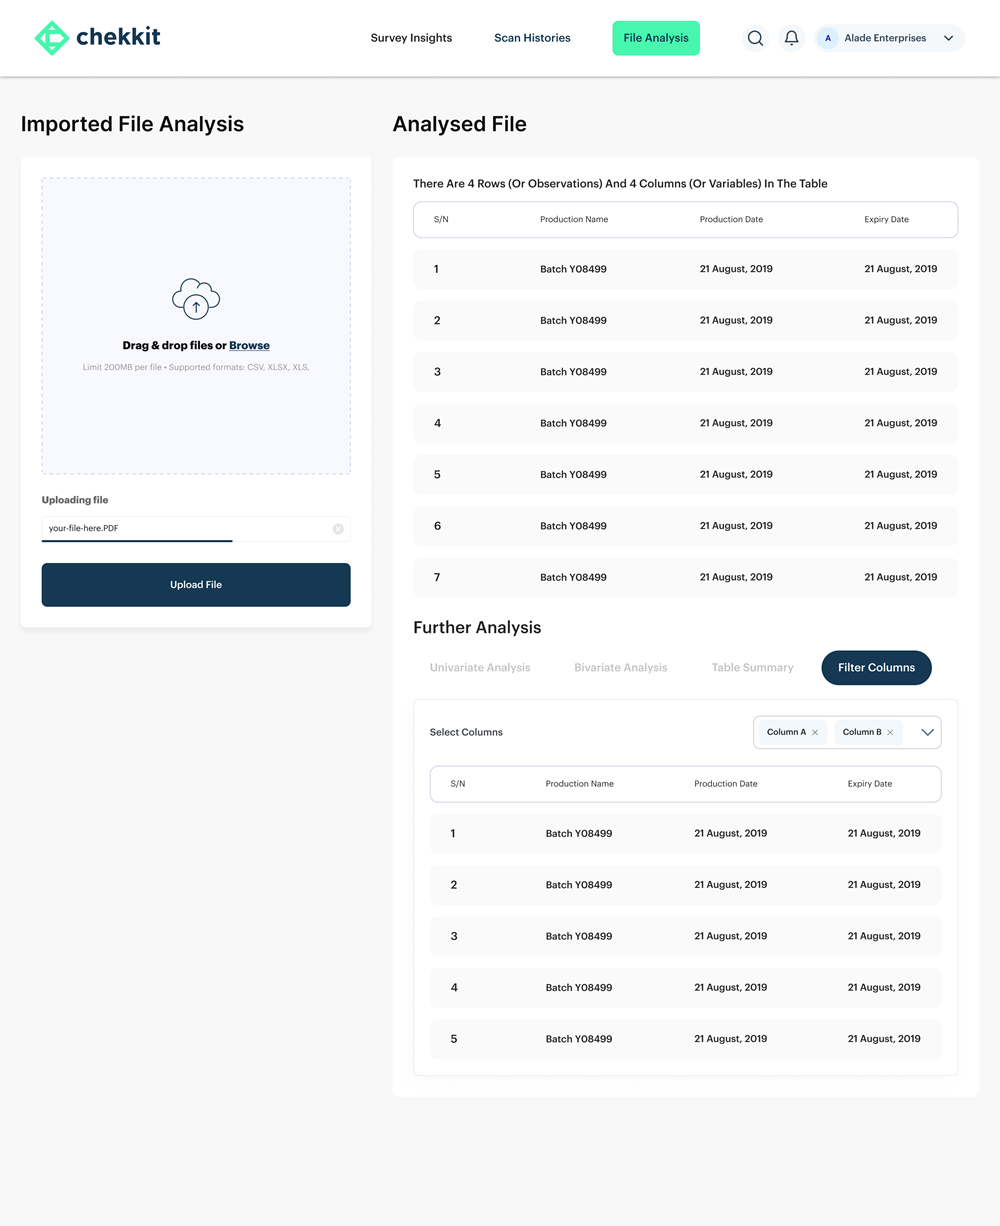 chekkit
Survey Insights
Scan Histories
File Analysis
A
Alade Enterprises
Imported File Analysis
Drag & drop files or Browse
Limit 200MB per file • Supported formats: CSV, XLSX, XLS,
Uploading file
your-file-here.PDF
Upload File
Analysed File
There Are 4 Rows (Or Observations) And 4 Columns (Or Variables) In The Table
S/N Production Name Production Date Expiry Date
1 Batch Y08499 21 August, 2019 21 August, 2019
2 Batch Y08499 21 August, 2019 21 August, 2019
3 Batch Y08499 21 August, 2019 21 August, 2019
4 Batch Y08499 21 August, 2019 21 August, 2019
5 Batch Y08499 21 August, 2019 21 August, 2019
6 Batch Y08499 21 August, 2019 21 August, 2019
7 Batch Y08499 21 August, 2019 21 August, 2019
Further Analysis
Univariate Analysis
Bivariate Analysis
Table Summary
Filter Columns
Select Columns
Column A
Column B
S/N Production Name Production Date Expiry Date
1 Batch Y08499 21 August, 2019 21 August, 2019
2 Batch Y08499 21 August, 2019 21 August, 2019
3 Batch Y08499 21 August, 2019 21 August, 2019
4 Batch Y08499 21 August, 2019 21 August, 2019
5 Batch Y08499 21 August, 2019 21 August, 2019